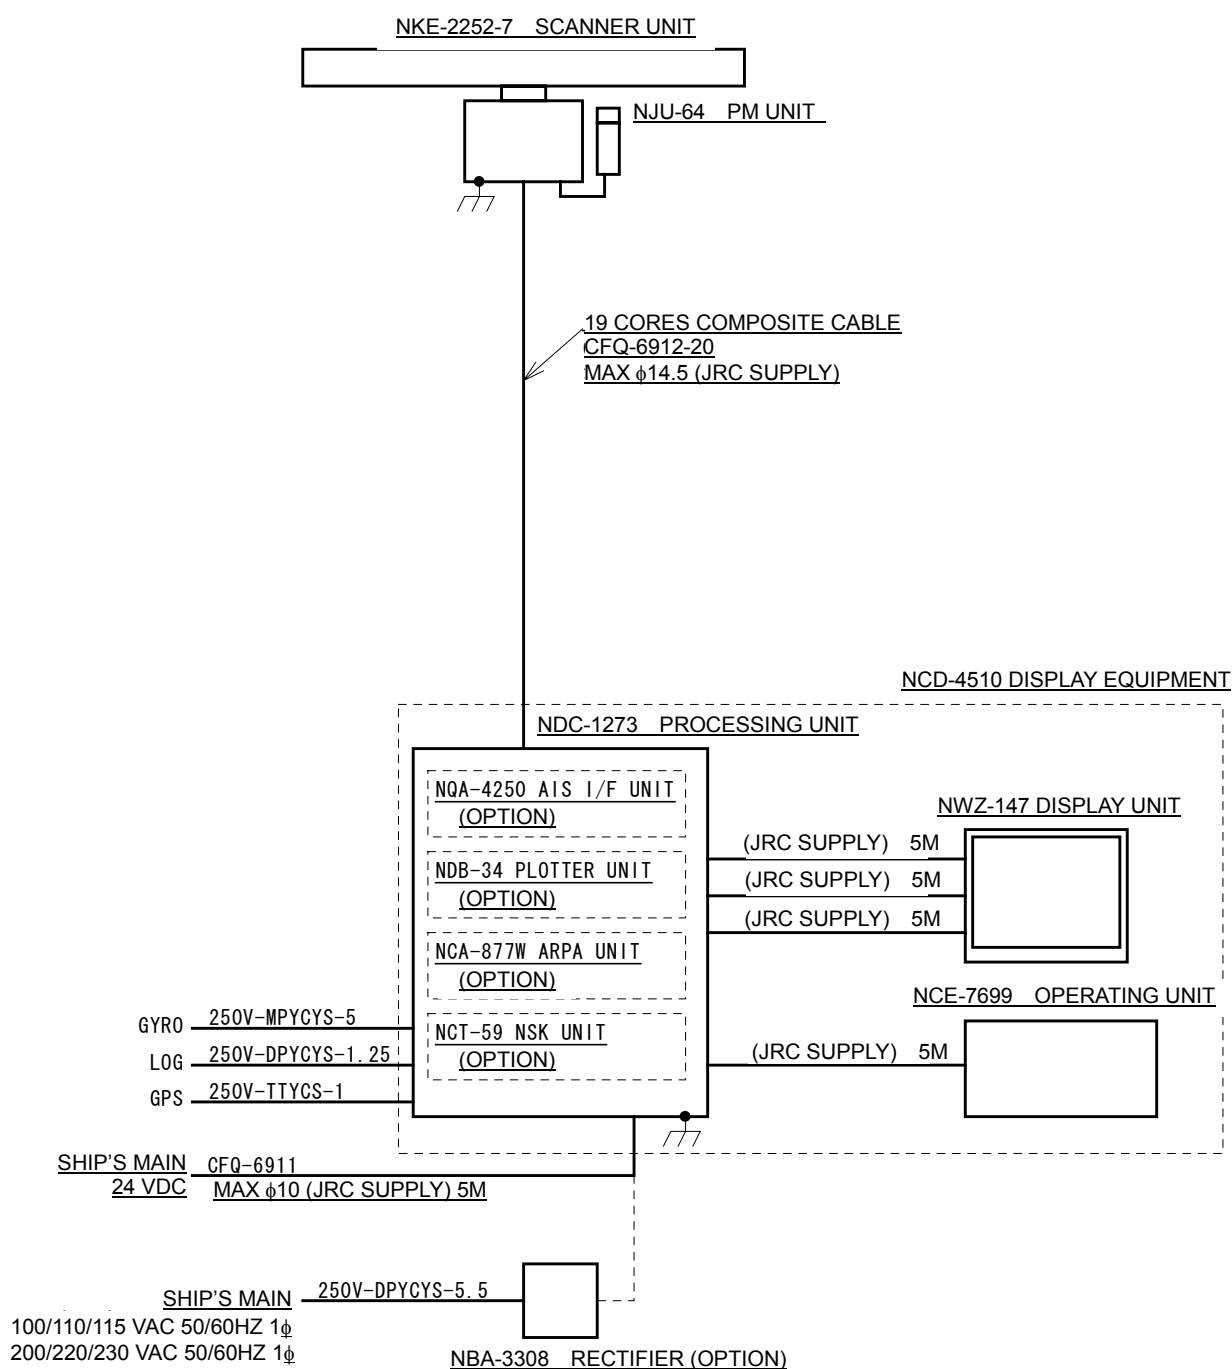 NKE-2252-7 SCANNER UNIT
NJU-64 PM UNIT
19 CORES COMPOSITE CABLE
CFQ-6912-20
MAX ϕ14.5 (JRC SUPPLY)
NCD-4510 DISPLAY EQUIPMENT
NDC-1273 PROCESSING UNIT
NQA-4250 AIS I/F UNIT
(OPTION)
NWZ-147 DISPLAY UNIT
(JRC SUPPLY) 5M
NDB-34 PLOTTER UNIT
(JRC SUPPLY) 5M
(OPTION)
(JRC SUPPLY) 5M
NCA-877W ARPA UNIT
(OPTION)
NCE-7699 OPERATING UNIT
GYRO 250V-MPYCYS-5
NCT-59 NSK UNIT
LOG 250V-DPYCYS-1.25
(OPTION)
(JRC SUPPLY) 5M
GPS 250V-TTYCS-1
SHIP'S MAIN CFQ-6911
24 VDC MAX ϕ10 (JRC SUPPLY) 5M
SHIP'S MAIN 250V-DPYCYS-5.5
100/110/115 VAC 50/60HZ 1ϕ
200/220/230 VAC 50/60HZ 1ϕ
NBA-3308 RECTIFIER (OPTION)